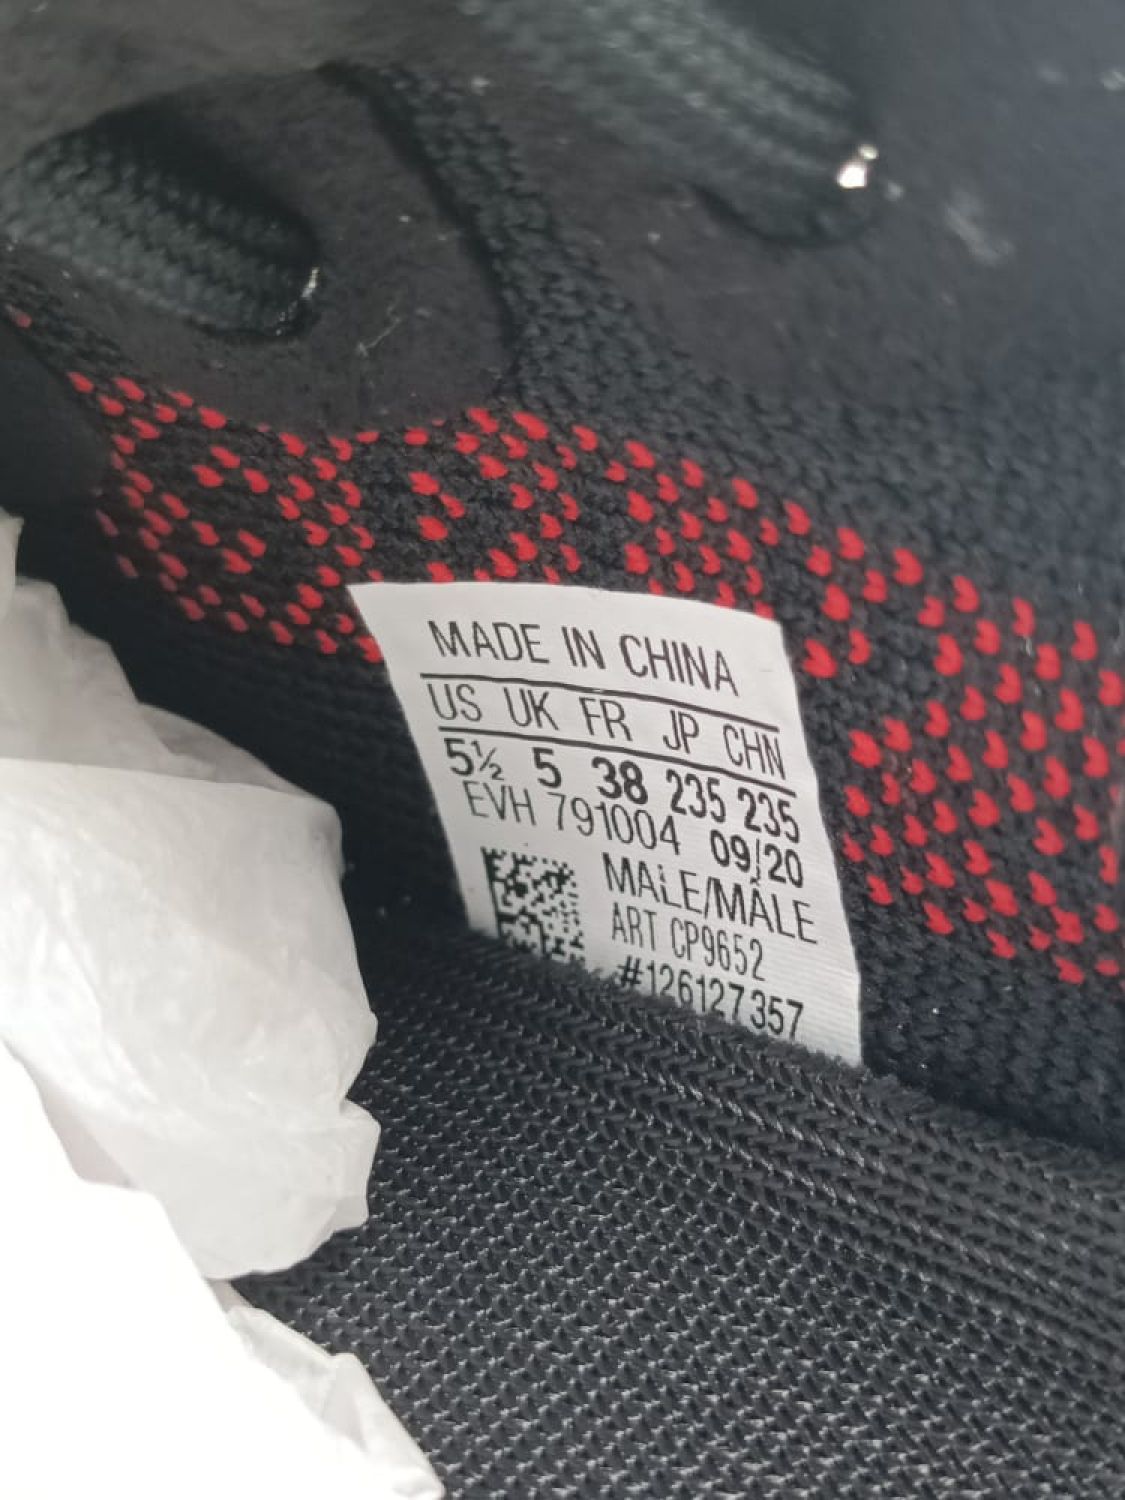 MADE IN CHINA
US UK FR JP CHN
5½ 5 38 235 235
EVH 791004 09/20
MALE/MÂLE
ART CP9652
#126127357